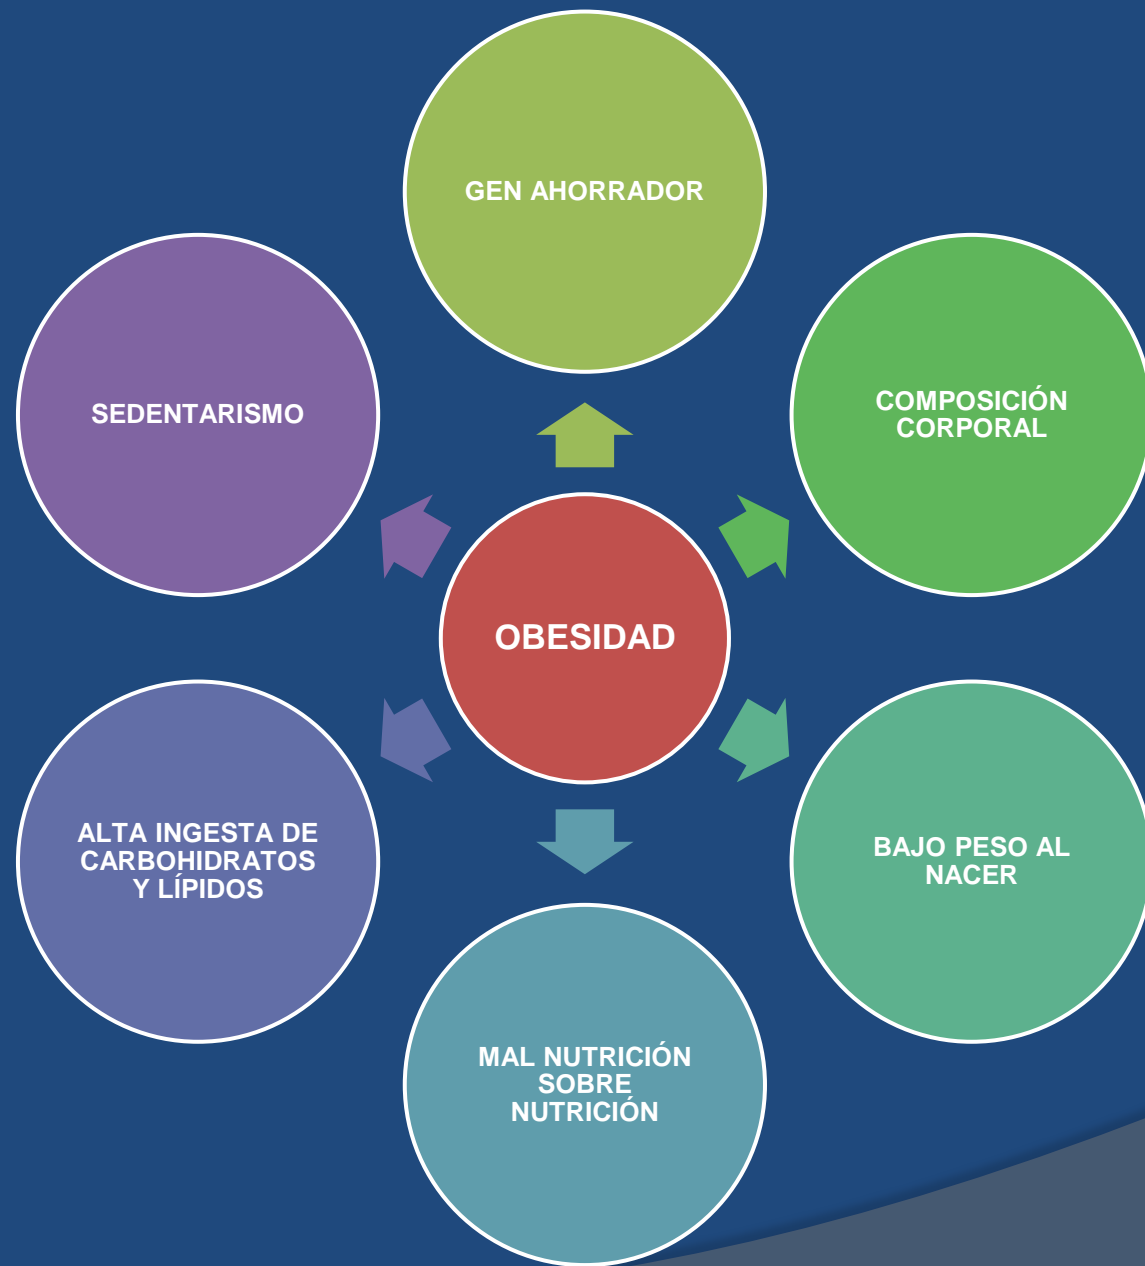 GEN AHORRADOR
SEDENTARISMO
COMPOSICIÓN
CORPORAL
OBESIDAD
ALTA INGESTA DE
CARBOHIDRATOS
Y LÍPIDOS
BAJO PESO AL
NACER
MAL NUTRICIÓN
SOBRE
NUTRICIÓN